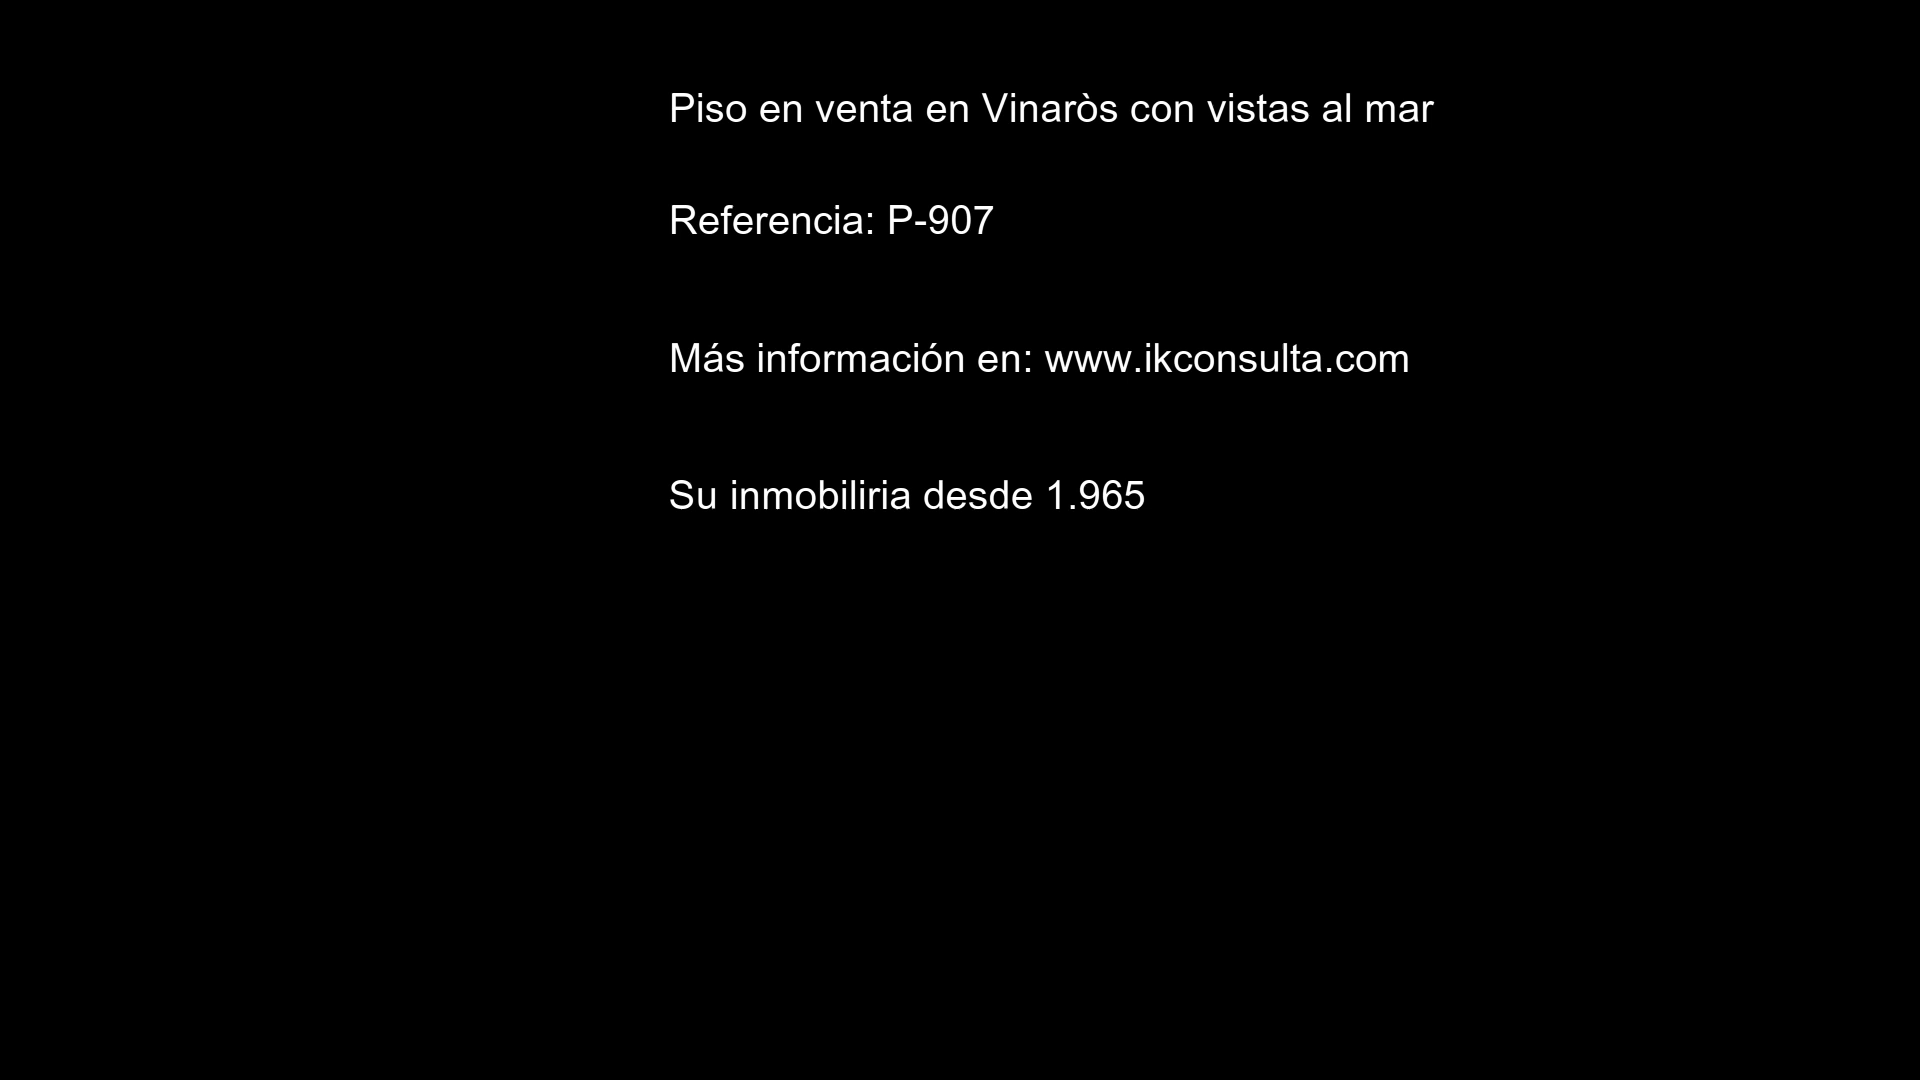 Piso en venta en Vinaròs con vistas al mar
Referencia: P-907
Más información en: www.ikconsulta.com
Su inmobiliria desde 1.965